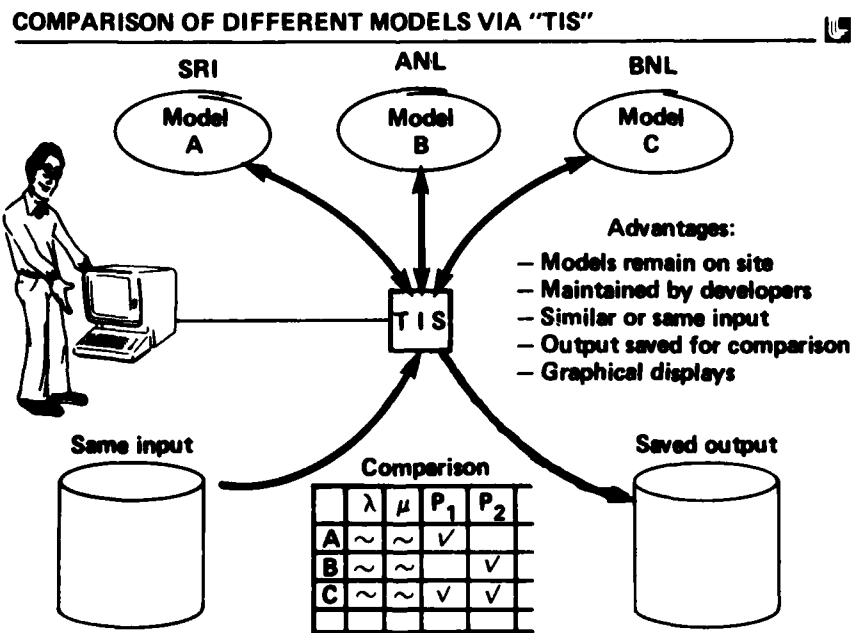 COMPARISON OF DIFFERENT MODELS VIA "TIS"
SRI
ANL
BNL
Model
A
Model
B
Model
C
Advantages:
— Models remain on site
— Maintained by developers
— Similar or same input
— Output saved for comparison
— Graphical displays
TIS
Same input
Comparison
Saved output
λ μ P1 P2
A ~ ~ √
B ~ ~ √
C ~ ~ √ √